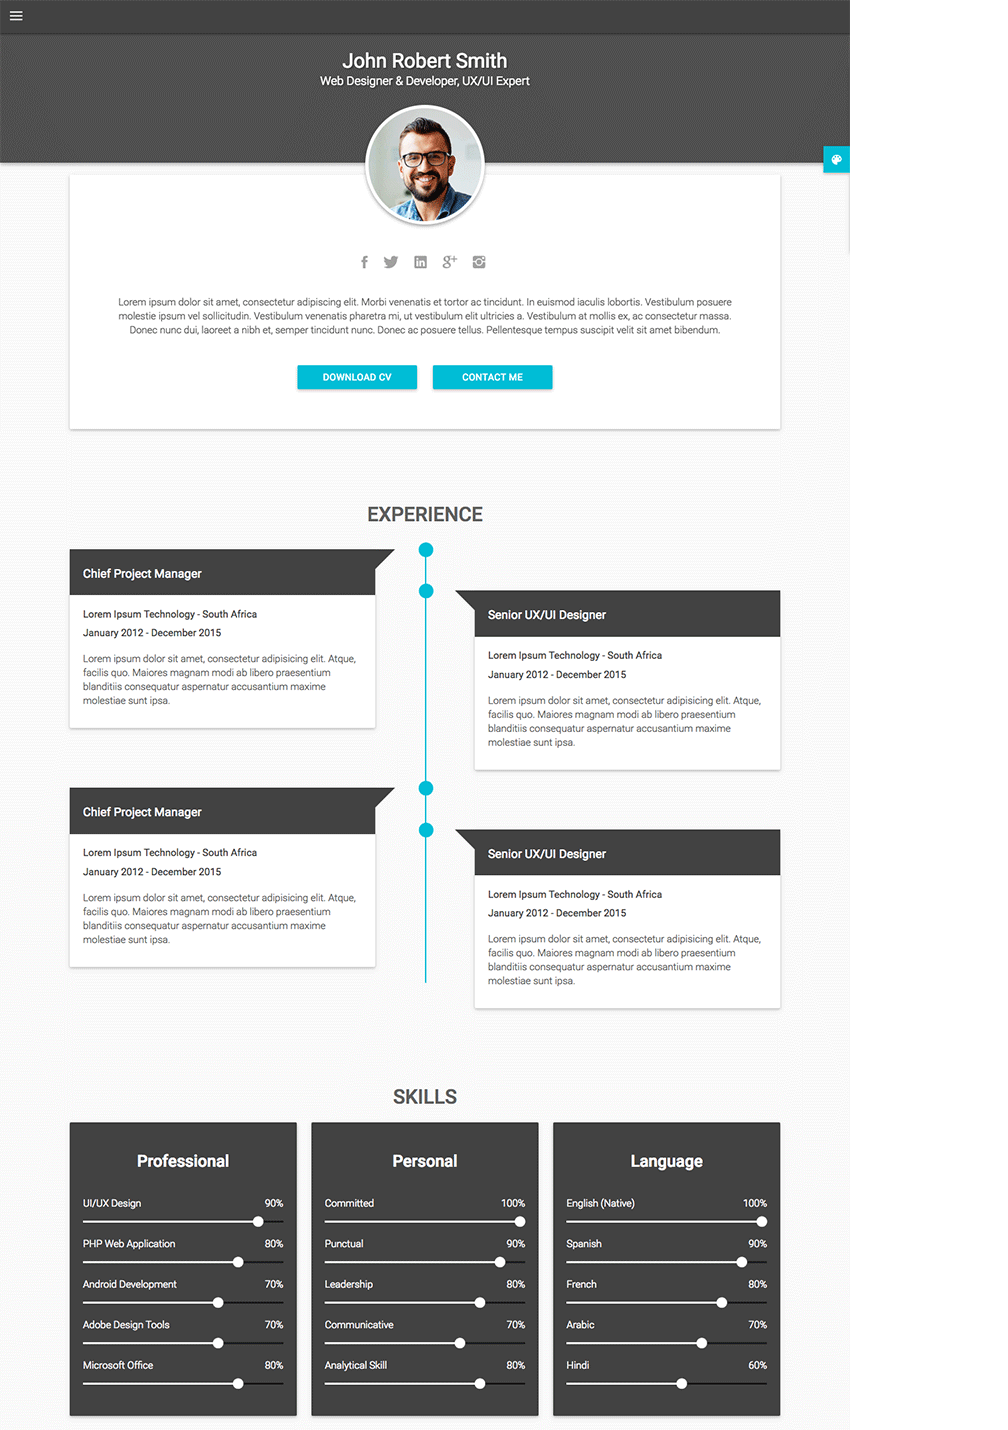 John Robert Smith
Web Designer & Developer, UX/UI Expert
Lorem ipsum dolor sit amet, consectetur adipiscing elit. Morbi venenatis et tortor ac tincidunt. In euismod iaculis lobortis. Vestibulum posuere
molestie ipsum vel sollicitudin. Vestibulum venenatis pharetra mi, ut vestibulum elit ultricies a. Vestibulum at mollis ex, ac consectetur massa.
Donec nunc dui, laoreet a nibh et, semper tincidunt nunc. Donec ac posuere tellus. Pellentesque tempus suscipit velit sit amet bibendum.
DOWNLOAD CV
CONTACT ME
EXPERIENCE
Chief Project Manager
Lorem Ipsum Technology - South Africa
January 2012 - December 2015
Lorem ipsum dolor sit amet, consectetur adipisicing elit. Atque,
facilis quo. Maiores magnam modi ab libero praesentium
blanditiis consequatur aspernatur accusantium maxime
molestiae sunt ipsa.
Senior UX/UI Designer
Lorem Ipsum Technology - South Africa
January 2012 - December 2015
Lorem ipsum dolor sit amet, consectetur adipisicing elit. Atque,
facilis quo. Maiores magnam modi ab libero praesentium
blanditiis consequatur aspernatur accusantium maxime
molestiae sunt ipsa.
Chief Project Manager
Lorem Ipsum Technology - South Africa
January 2012 - December 2015
Lorem ipsum dolor sit amet, consectetur adipisicing elit. Atque,
facilis quo. Maiores magnam modi ab libero praesentium
blanditiis consequatur aspernatur accusantium maxime
molestiae sunt ipsa.
Senior UX/UI Designer
Lorem Ipsum Technology - South Africa
January 2012 - December 2015
Lorem ipsum dolor sit amet, consectetur adipisicing elit. Atque,
facilis quo. Maiores magnam modi ab libero praesentium
blanditiis consequatur aspernatur accusantium maxime
molestiae sunt ipsa.
SKILLS
Professional
UI/UX Design 90%
PHP Web Application 80%
Android Development 70%
Adobe Design Tools 70%
Microsoft Office 80%
Personal
Committed 100%
Punctual 90%
Leadership 80%
Communicative 70%
Analytical Skill 80%
Language
English (Native) 100%
Spanish 90%
French 80%
Arabic 70%
Hindi 60%